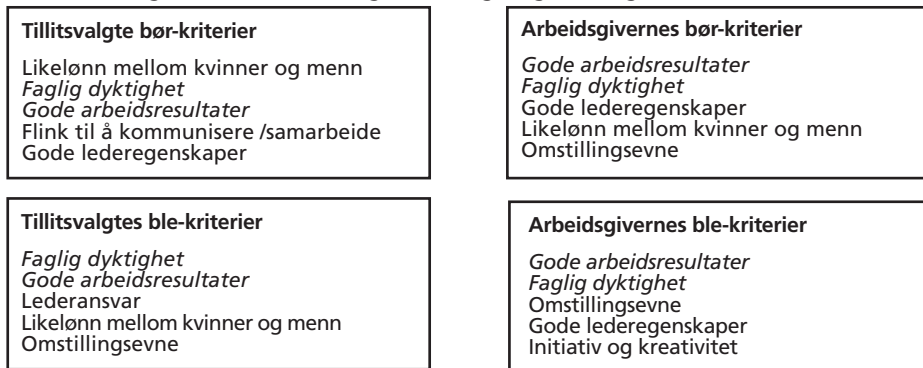 Tillitsvalgte bør-kriterier
Likelønn mellom kvinner og menn
Faglig dyktighet
Gode arbeidsresultater
Flink til å kommunisere /samarbeide
Gode lederegenskaper
Arbeidsgivernes bør-kriterier
Gode arbeidsresultater
Faglig dyktighet
Gode lederegenskaper
Likelønn mellom kvinner og menn
Omstillingsevne
Tillitsvalgtes ble-kriterier
Faglig dyktighet
Gode arbeidsresultater
Lederansvar
Likelønn mellom kvinner og menn
Omstillingsevne
Arbeidsgivernes ble-kriterier
Gode arbeidsresultater
Faglig dyktighet
Omstillingsevne
Gode lederegenskaper
Initiativ og kreativitet